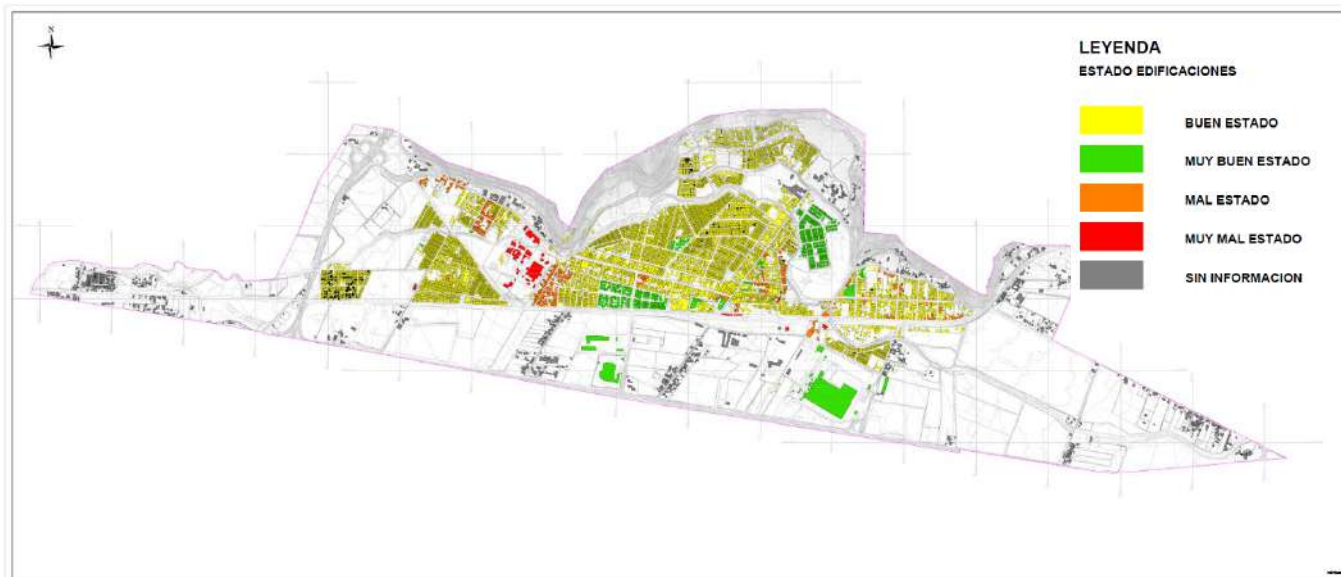 N
LEYENDA
ESTADO EDIFICACIONES
BUEN ESTADO
MUY BUEN ESTADO
MAL ESTADO
MUY MAL ESTADO
SIN INFORMACION